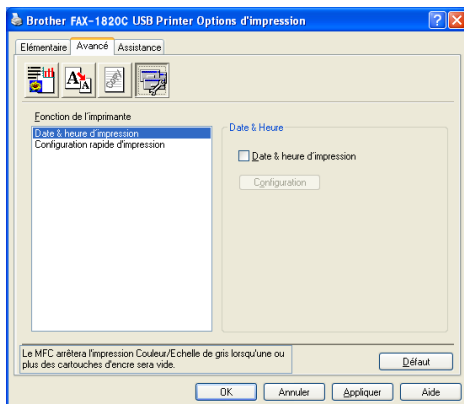 Brother FAX-1820C USB Printer Options d'impression
Elémentaire Avancé Assistance
Fonction de l'imprimante
Date & heure d'impression
Configuration rapide d'impression
Date & Heure
Date & heure d'impression
Configuration
Le MFC arrêtera l'impression Couleur/Echelle de gris lorsqu'une ou
plus des cartouches d'encre sera vide.
Défaut
OK Annuler Appliquer Aide